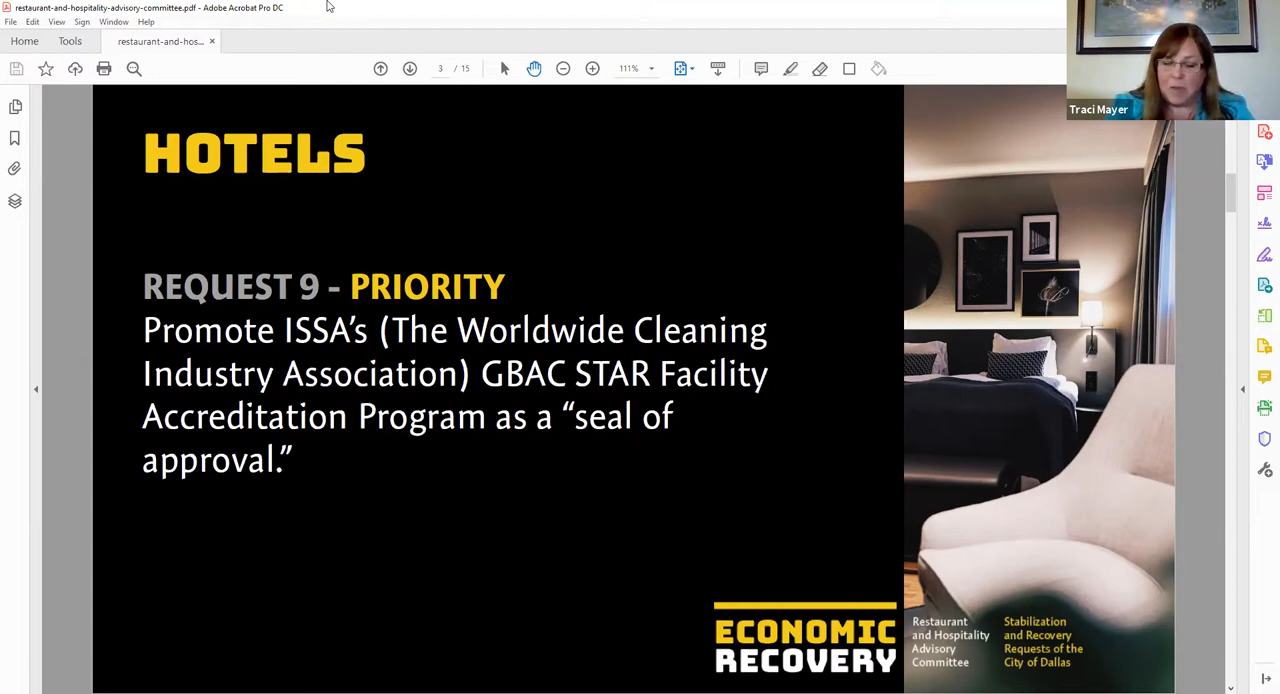 restaurant-and-hospitality-advisory-committee.pdf - Adobe Acrobat Pro DC
File Edit View Sign Window Help
Home Tools restaurant-and-hos... ×
3 / 15 111%
Traci Mayer
HOTELS
REQUEST 9 - PRIORITY
Promote ISSA's (The Worldwide Cleaning
Industry Association) GBAC STAR Facility
Accreditation Program as a “seal of
approval.”
ECONOMIC
RECOVERY
Restaurant
and Hospitality
Advisory
Committee
Stabilization
and Recovery
Requests of the
City of Dallas